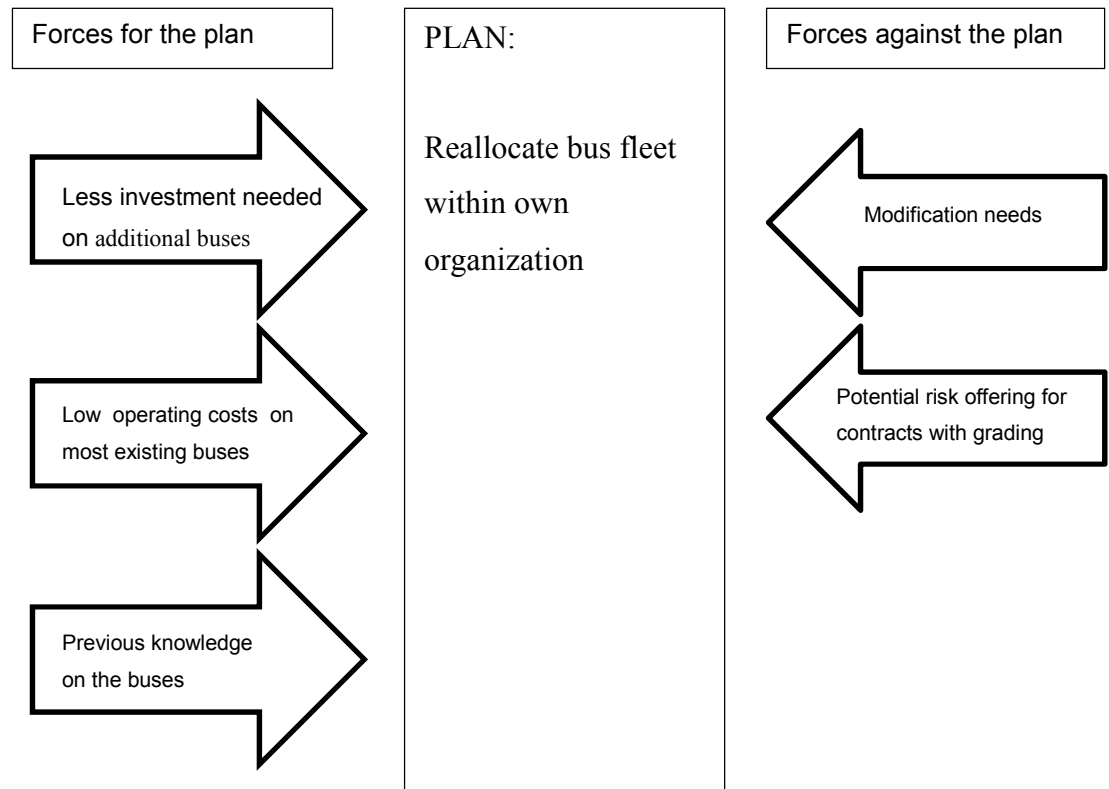 Forces for the plan
Less investment needed
on additional buses
Low operating costs on
most existing buses
Previous knowledge
on the buses
PLAN:
Reallocate bus fleet
within own
organization
Forces against the plan
Modification needs
Potential risk offering for
contracts with grading